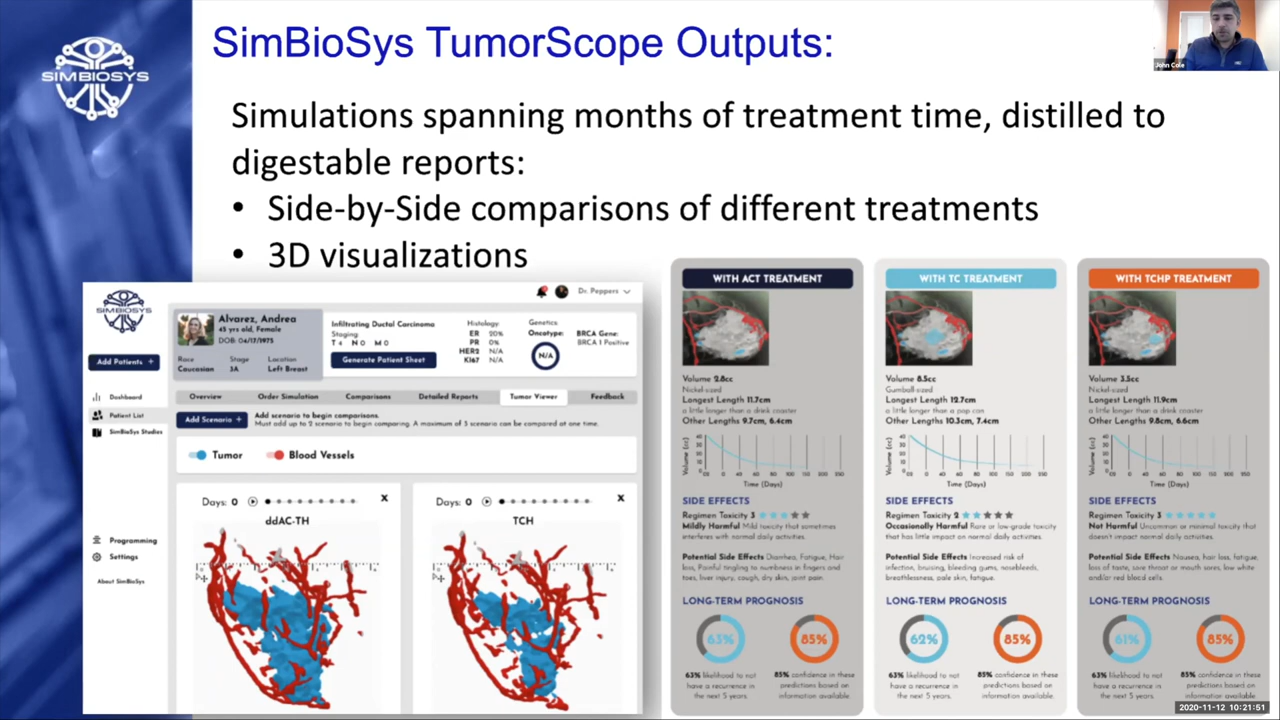 SimBioSys TumorScope Outputs:
John Cole
SIMBIOSYS
Simulations spanning months of treatment time, distilled to
digestable reports:
• Side-by-Side comparisons of different treatments
• 3D visualizations
SIMBIOSYS
Dr. Peppers
Add Patients +
Dashboard
Patient List
SimBioSys Studies
Programming
Settings
About SimBioSys
Alvarez, Andrea
45 yrs old, Female
DOB: 04/17/1975
Race Stage Location
Caucasian 3A Left Breast
Infiltrating Ductal Carcinoma
Staging
T 4 N 0 M 0
Generate Patient Sheet
Histology
ER 20%
PR 0%
HER2 N/A
Ki67 N/A
Genetics
Oncotype:
N/A
BRCA Gene:
BRCA 1 Positive
Overview Order Simulation Comparisons Detailed Reports Tumor Viewer Feedback
Add Scenario +
Add scenario to begin comparisons.
Must add up to 2 scenario to begin comparing. A maximum of 3 scenario can be compared at one time.
Tumor Blood Vessels
Days: 0 X
ddAC-TH
Days: 0 X
TCH
WITH ACT TREATMENT
Volume 2.8cc
Nickel-sized
Longest Length 11.7cm
a little longer than a drink coaster
Other Lengths 9.7cm, 6.4cm
Volume (cc)
Time (Days)
SIDE EFFECTS
Regimen Toxicity 3
Mildly Harmful Mild toxicity that sometimes
interferes with normal daily activities.
Potential Side Effects Diarrhea, Fatigue, Hair
loss, Painful tingling to numbness in fingers and
toes, liver injury, cough, dry skin, joint pain.
LONG-TERM PROGNOSIS
63% 85%
63% likelihood to not
have a recurrence in
the next 5 years.
85% confidence in these
predictions based on
information available.
WITH TC TREATMENT
Volume 8.5cc
Gumball-sized
Longest Length 12.7cm
a little longer than a pop can
Other Lengths 10.3cm, 7.4cm
Volume (cc)
Time (Days)
SIDE EFFECTS
Regimen Toxicity 2
Occasionally Harmful Rare or low-grade toxicity
that has little impact on normal daily activities.
Potential Side Effects Increased risk of
infection, bruising, bleeding gums, nosebleeds,
breathlessness, pale skin, fatigue.
LONG-TERM PROGNOSIS
62% 85%
63% likelihood to not
have a recurrence in
the next 5 years.
85% confidence in these
predictions based on
information available.
WITH TCHP TREATMENT
Volume 3.5cc
Nickel-sized
Longest Length 11.9cm
a little longer than a drink coaster
Other Lengths 9.8cm, 6.6cm
Volume (cc)
Time (Days)
SIDE EFFECTS
Regimen Toxicity 3
Not Harmful Uncommon or minimal toxicity that
doesn't impact normal daily activities.
Potential Side Effects Nausea, hair loss, fatigue,
loss of taste, sore throat or mouth sores, low white
and/or red blood cells.
LONG-TERM PROGNOSIS
61% 85%
63% likelihood to not
have a recurrence in
the next 5 years.
85% confidence in these
predictions based on
information available.
2020-11-12 10:21:51